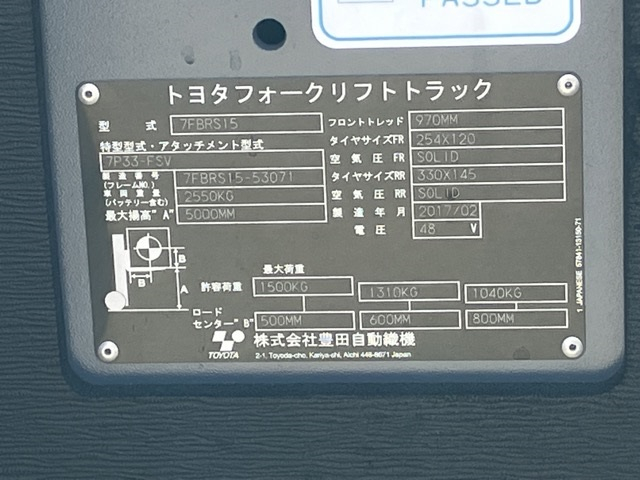 PASSED
トヨタフォークリフトトラック
型 式 7FBRS15
特型型式・アタッチメント型式
7P33-FSV
製造番号
(フレームNO.) 7FBRS15-53071
車両重量
(バッテリー含む) 2550KG
最大揚高"A" 5000MM
フロントトレッド 970MM
タイヤサイズFR 254X120
空気圧 FR SOLID
タイヤサイズRR 330X145
空気圧 RR SOLID
製造年月 2017/02
電圧 48 V
B
B
A
最大荷重
許容荷重 1500KG 1310KG 1040KG
ロード
センター"B" 500MM 600MM 800MM
TOYOTA
株式会社豊田自動織機
2-1, Toyoda-cho, Kariya-shi, Aichi 448-8671 Japan
1 JAPANESE 57841-13150-71